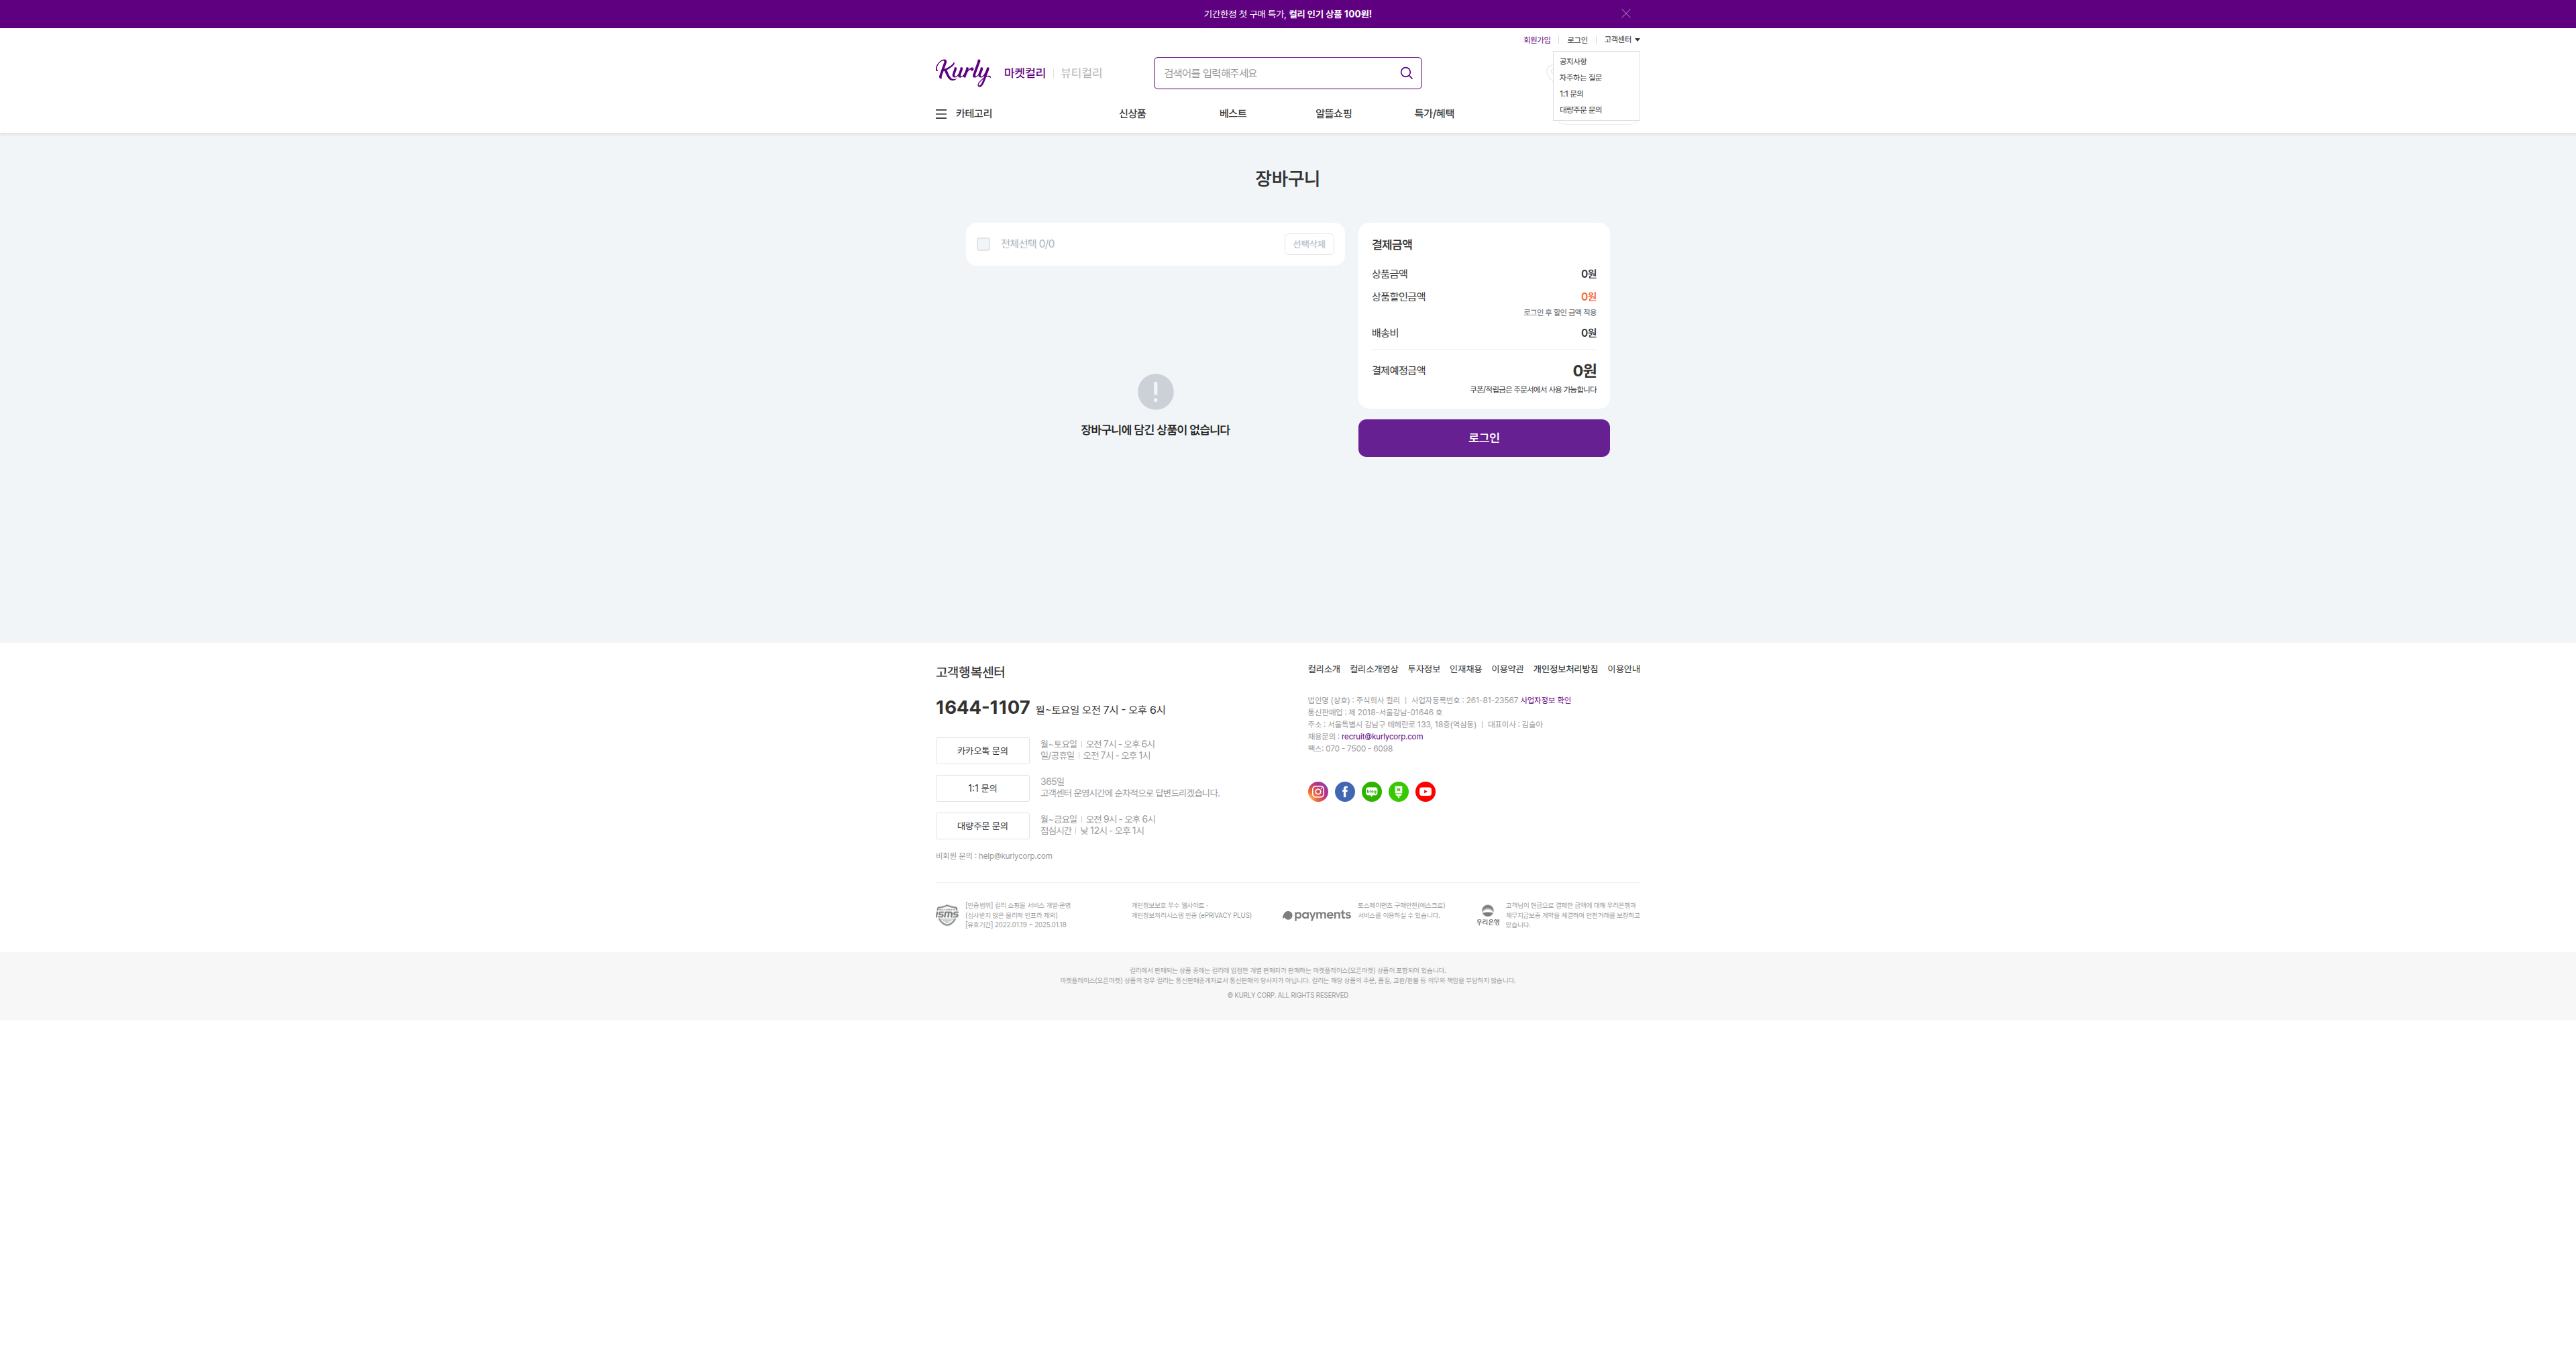 기간한정 첫 구매 특가, 컬리 인기 상품 100원!
회원가입 로그인 고객센터
공지사항
자주하는 질문
1:1 문의
대량주문 문의
Kurly 마켓컬리 뷰티컬리
검색어를 입력해주세요
카테고리 신상품 베스트 알뜰쇼핑 특가/혜택
장바구니
전체선택 0/0 선택삭제
장바구니에 담긴 상품이 없습니다
결제금액
상품금액 0원
상품할인금액 0원
로그인 후 할인 금액 적용
배송비 0원
결제예정금액 0원
쿠폰/적립금은 주문서에서 사용 가능합니다
로그인
고객행복센터
1644-1107 월~토요일 오전 7시 - 오후 6시
카카오톡 문의
월~토요일 | 오전 7시 - 오후 6시
일/공휴일 | 오전 7시 - 오후 1시
1:1 문의
365일
고객센터 운영시간에 순차적으로 답변드리겠습니다.
대량주문 문의
월~금요일 | 오전 9시 - 오후 6시
점심시간 | 낮 12시 - 오후 1시
비회원 문의 : help@kurlycorp.com
컬리소개 컬리소개영상 투자정보 인재채용 이용약관 개인정보처리방침 이용안내
법인명 (상호) : 주식회사 컬리 | 사업자등록번호 : 261-81-23567 사업자정보 확인
통신판매업 : 제 2018-서울강남-01646 호
주소 : 서울특별시 강남구 테헤란로 133, 18층(역삼동) | 대표이사 : 김슬아
채용문의 : recruit@kurlycorp.com
팩스: 070 - 7500 - 6098
isms
[인증범위] 컬리 쇼핑몰 서비스 개발·운영
(심사받지 않은 물리적 인프라 제외)
[유효기간] 2022.01.19 ~ 2025.01.18
개인정보보호 우수 웹사이트 ·
개인정보처리시스템 인증 (ePRIVACY PLUS)
payments
토스페이먼츠 구매안전(에스크로)
서비스를 이용하실 수 있습니다.
우리은행
고객님이 현금으로 결제한 금액에 대해 우리은행과
채무지급보증 계약을 체결하여 안전거래를 보장하고
있습니다.
컬리에서 판매되는 상품 중에는 컬리에 입점한 개별 판매자가 판매하는 마켓플레이스(오픈마켓) 상품이 포함되어 있습니다.
마켓플레이스(오픈마켓) 상품의 경우 컬리는 통신판매중개자로서 통신판매의 당사자가 아닙니다. 컬리는 해당 상품의 주문, 품질, 교환/환불 등 의무와 책임을 부담하지 않습니다.
© KURLY CORP. ALL RIGHTS RESERVED